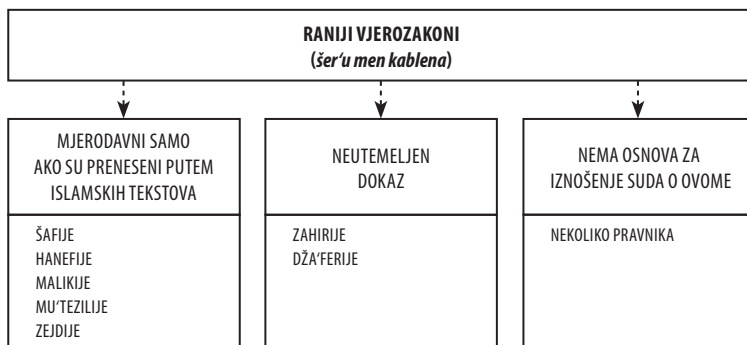 RANIJI VJEROZAKONI
(šer‘u men kablena)
MJERODAVNI SAMO
AKO SU PRENESENI PUTEM
ISLAMSKIH TEKSTOVA
ŠAFIJE
HANEFIJE
MALIKIJE
MU‘TEZILIJE
ZEJDIJE
NEUTEMELJEN
DOKAZ
ZAHIRIJE
DŽA‘FERIJE
NEMA OSNOVA ZA
IZNOŠENJE SUDA O OVOME
NEKOLIKO PRAVNIKA